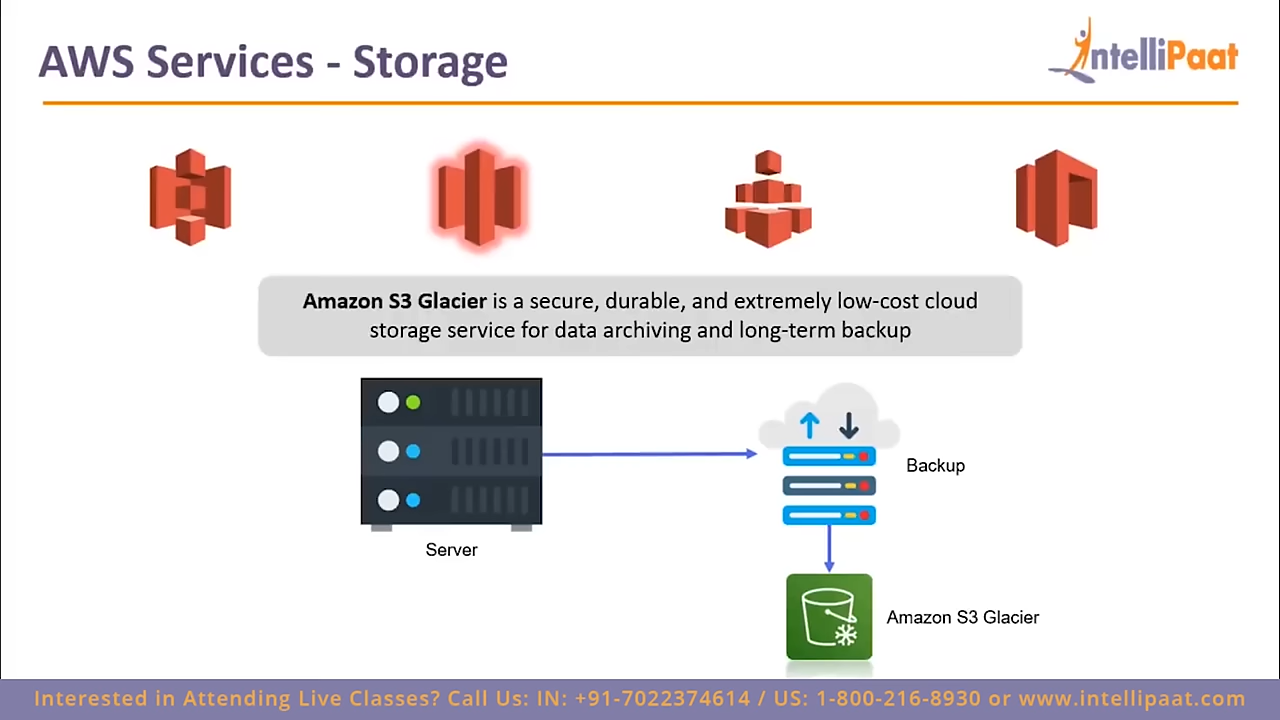 AWS Services - Storage
IntelliPaat
Amazon S3 Glacier is a secure, durable, and extremely low-cost cloud
storage service for data archiving and long-term backup
Backup
Server
Amazon S3 Glacier
Interested in Attending Live Classes? Call Us: IN: +91-7022374614 / US: 1-800-216-8930 or www.intellipaat.com